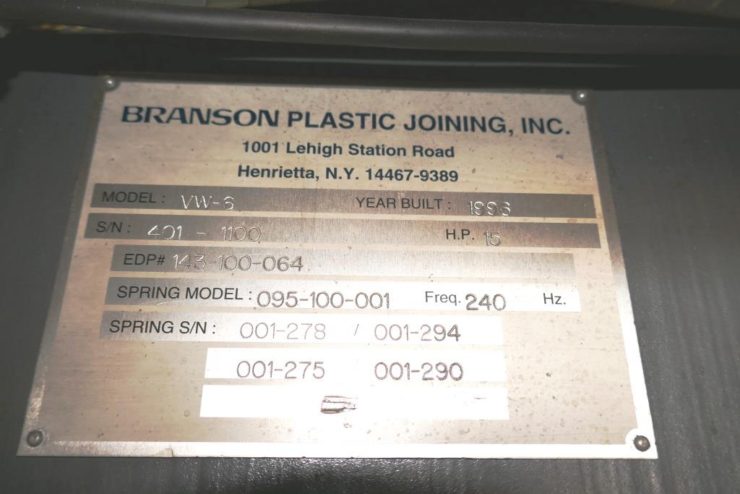 BRANSON PLASTIC JOINING, INC.
1001 Lehigh Station Road
Henrietta, N.Y. 14467-9389
MODEL : VW-6 YEAR BUILT : 1996
S/N : 401 - 1100 H.P. 15
EDP# 143-100-064
SPRING MODEL : 095-100-001 Freq. 240 Hz.
SPRING S/N : 001-278 / 001-294
001-275 001-290